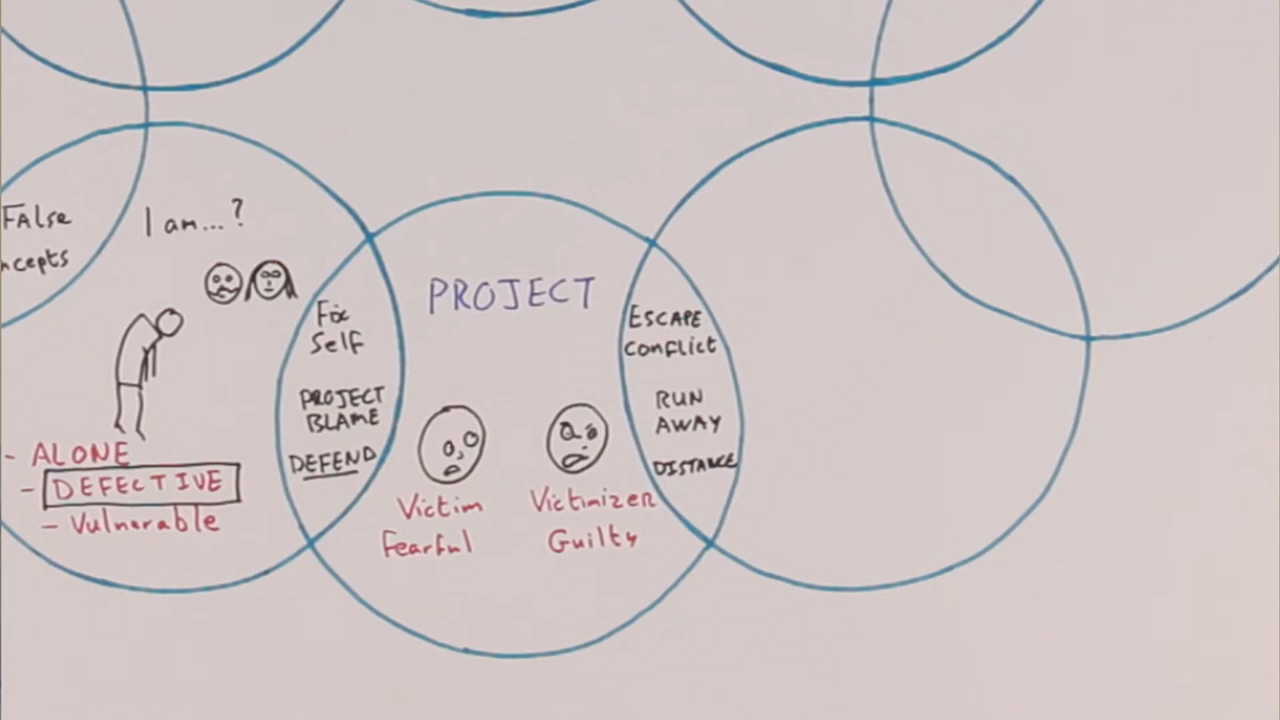 False
ncepts
I am...?
- ALONE
- DEFECTIVE
- Vulnarable
Fix
Self
PROJECT
BLAME
DEFEND
PROJECT
Victim
Fearful
Victimizer
Guilty
ESCAPE
Conflict
RUN
AWAY
DISTANCE